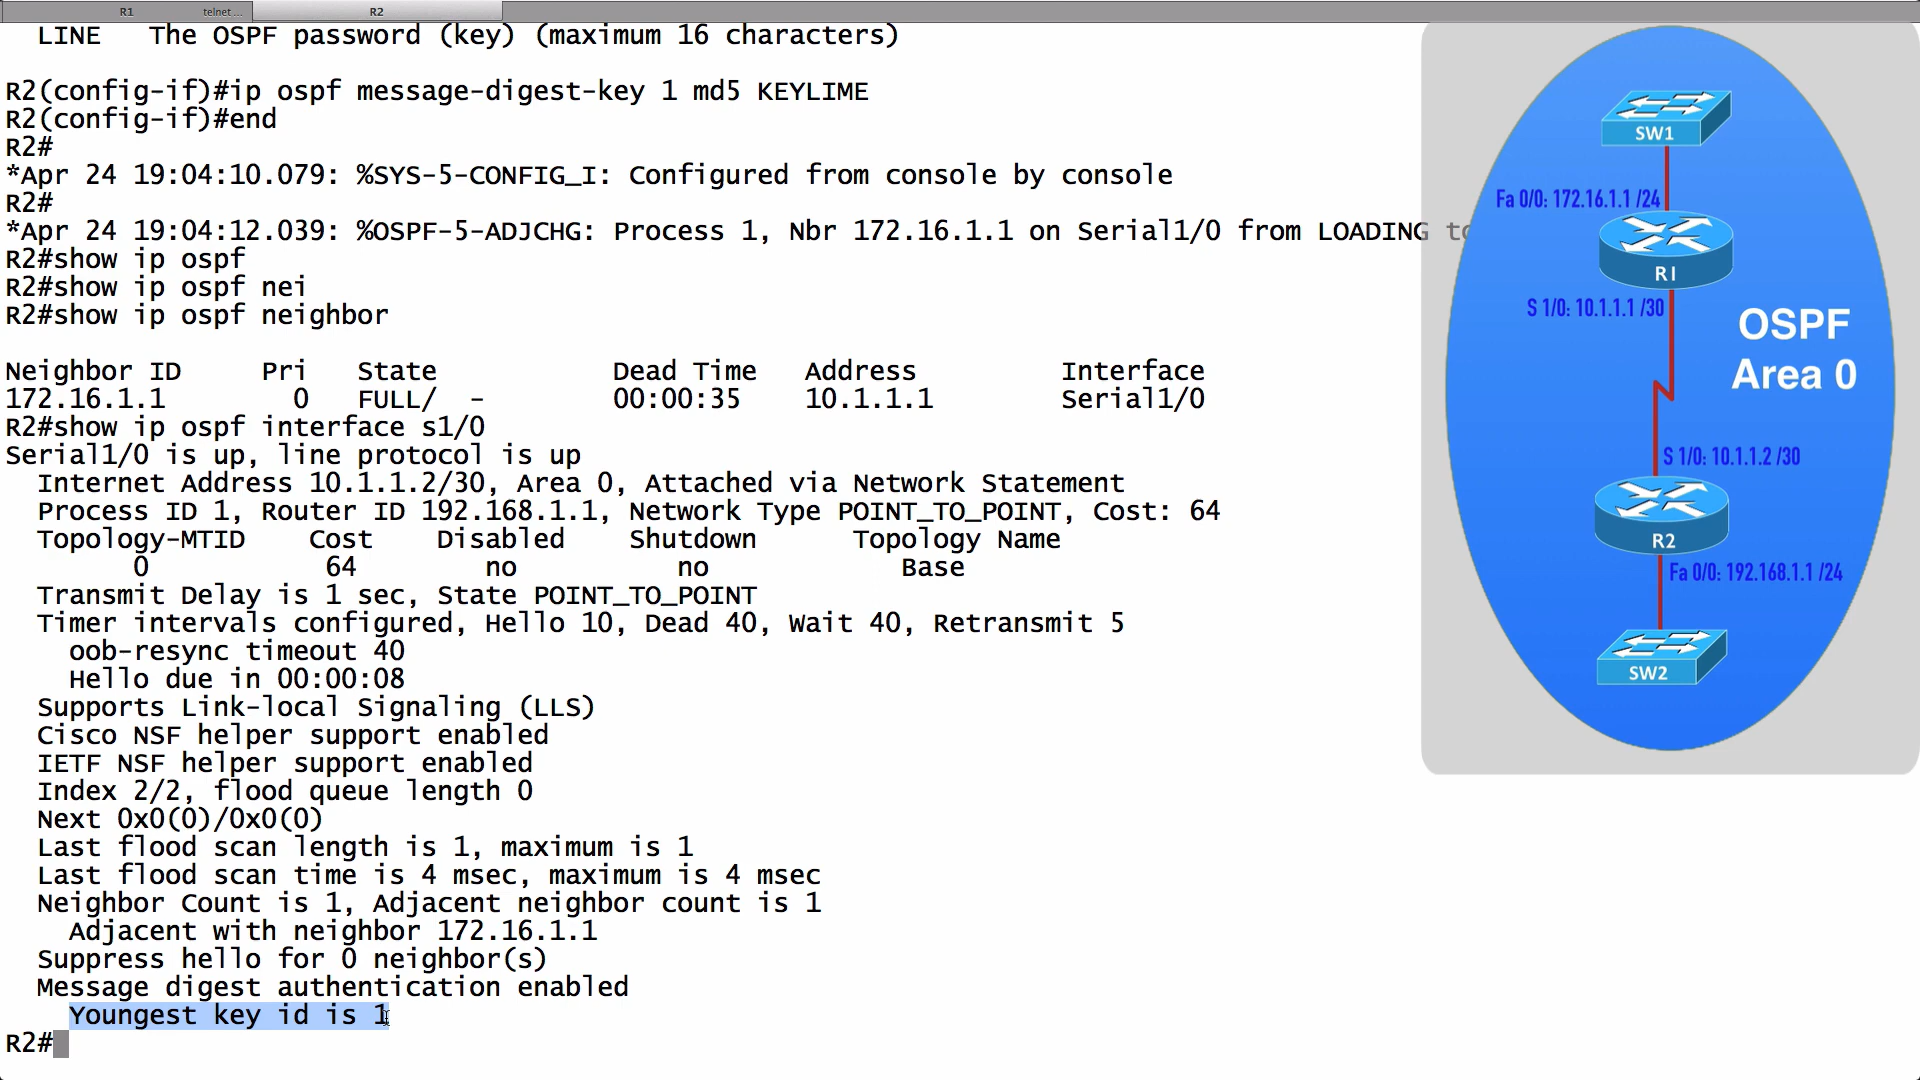 R1 telnet ... R2
LINE The OSPF password (key) (maximum 16 characters)
R2(config-if)#ip ospf message-digest-key 1 md5 KEYLIME
R2(config-if)#end
R2#
*Apr 24 19:04:10.079: %SYS-5-CONFIG_I: Configured from console by console
R2#
*Apr 24 19:04:12.039: %OSPF-5-ADJCHG: Process 1, Nbr 172.16.1.1 on Serial1/0 from LOADING to
R2#show ip ospf
R2#show ip ospf nei
R2#show ip ospf neighbor
Neighbor ID Pri State Dead Time Address Interface
172.16.1.1 0 FULL/ - 00:00:35 10.1.1.1 Serial1/0
R2#show ip ospf interface s1/0
Serial1/0 is up, line protocol is up
Internet Address 10.1.1.2/30, Area 0, Attached via Network Statement
Process ID 1, Router ID 192.168.1.1, Network Type POINT_TO_POINT, Cost: 64
Topology-MTID Cost Disabled Shutdown Topology Name
0 64 no no Base
Transmit Delay is 1 sec, State POINT_TO_POINT
Timer intervals configured, Hello 10, Dead 40, Wait 40, Retransmit 5
oob-resync timeout 40
Hello due in 00:00:08
Supports Link-local Signaling (LLS)
Cisco NSF helper support enabled
IETF NSF helper support enabled
Index 2/2, flood queue length 0
Next 0x0(0)/0x0(0)
Last flood scan length is 1, maximum is 1
Last flood scan time is 4 msec, maximum is 4 msec
Neighbor Count is 1, Adjacent neighbor count is 1
Adjacent with neighbor 172.16.1.1
Suppress hello for 0 neighbor(s)
Message digest authentication enabled
Youngest key id is 1
R2#
SW1
Fa 0/0: 172.16.1.1 /24
R1
S 1/0: 10.1.1.1 /30
OSPF
Area 0
S 1/0: 10.1.1.2 /30
R2
Fa 0/0: 192.168.1.1 /24
SW2